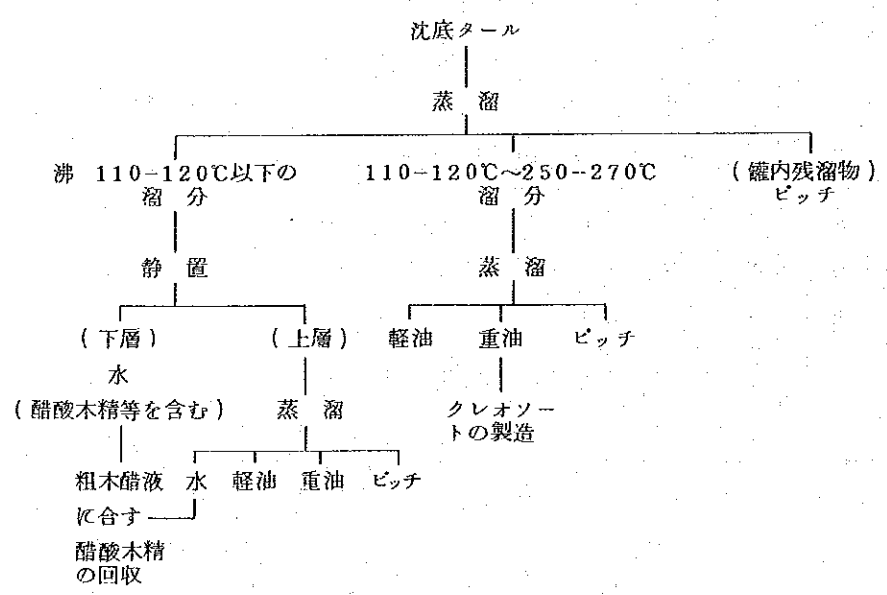 沈底タール
蒸溜
沸 110-120℃以下の 110-120℃~250--270℃ (罐内残溜物)
溜分 溜分 ピッチ
静置 蒸溜
(下層) (上層) 軽油 重油 ピッチ
水
(醋酸木精等を含む) 蒸溜 クレオソー
トの製造
粗木醋液 水 軽油 重油 ピッチ
に合す
醋酸木精
の回収